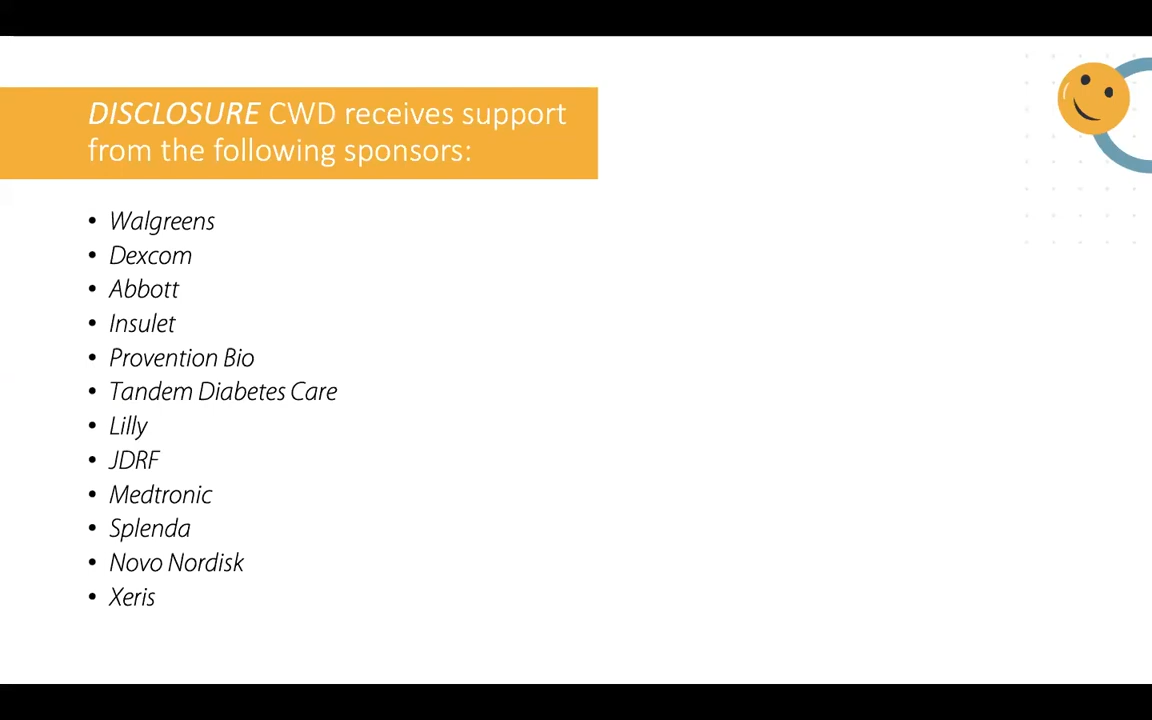 DISCLOSURE CWD receives support
from the following sponsors:
• Walgreens
• Dexcom
• Abbott
• Insulet
• Provention Bio
• Tandem Diabetes Care
• Lilly
• JDRF
• Medtronic
• Splenda
• Novo Nordisk
• Xeris